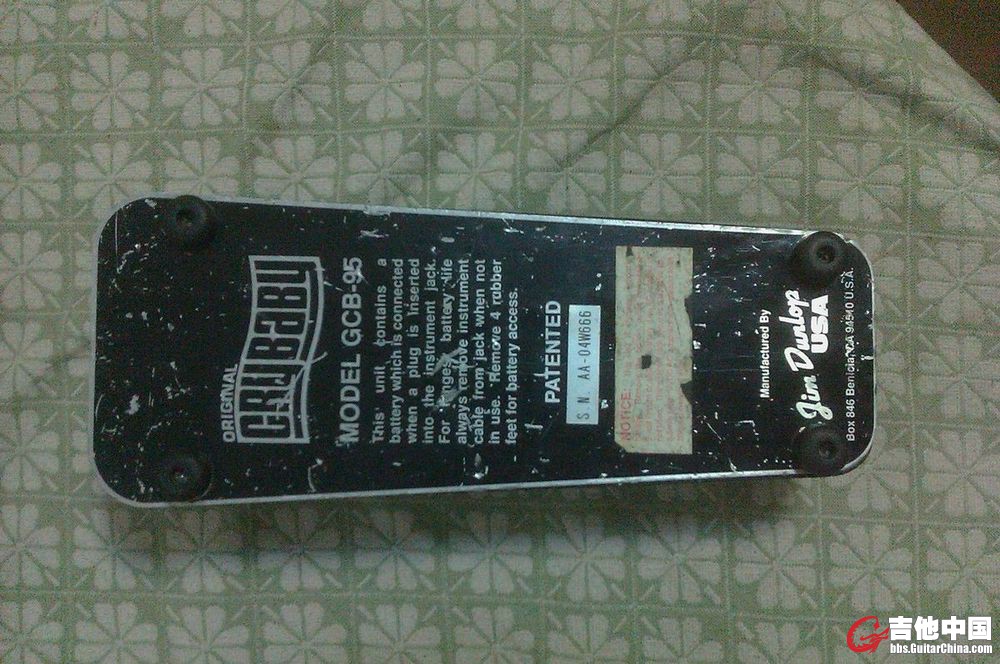 ORIGINAL
CRYBABY
MODEL GCB-95
This unit contains a
battery which is connected
when a plug is inserted
into the instrument jack.
For longer battery life
always remove instrument
cable from jack when not
in use. Remove 4 rubber
feet for battery access.
PATENTED
S.N. AA-04W666
NOTICE
Manufactured By
Jim Dunlop
USA
Box 846 Benicia, CA 94510 U.S.A.
吉他中国
bbs.GuitarChina.com